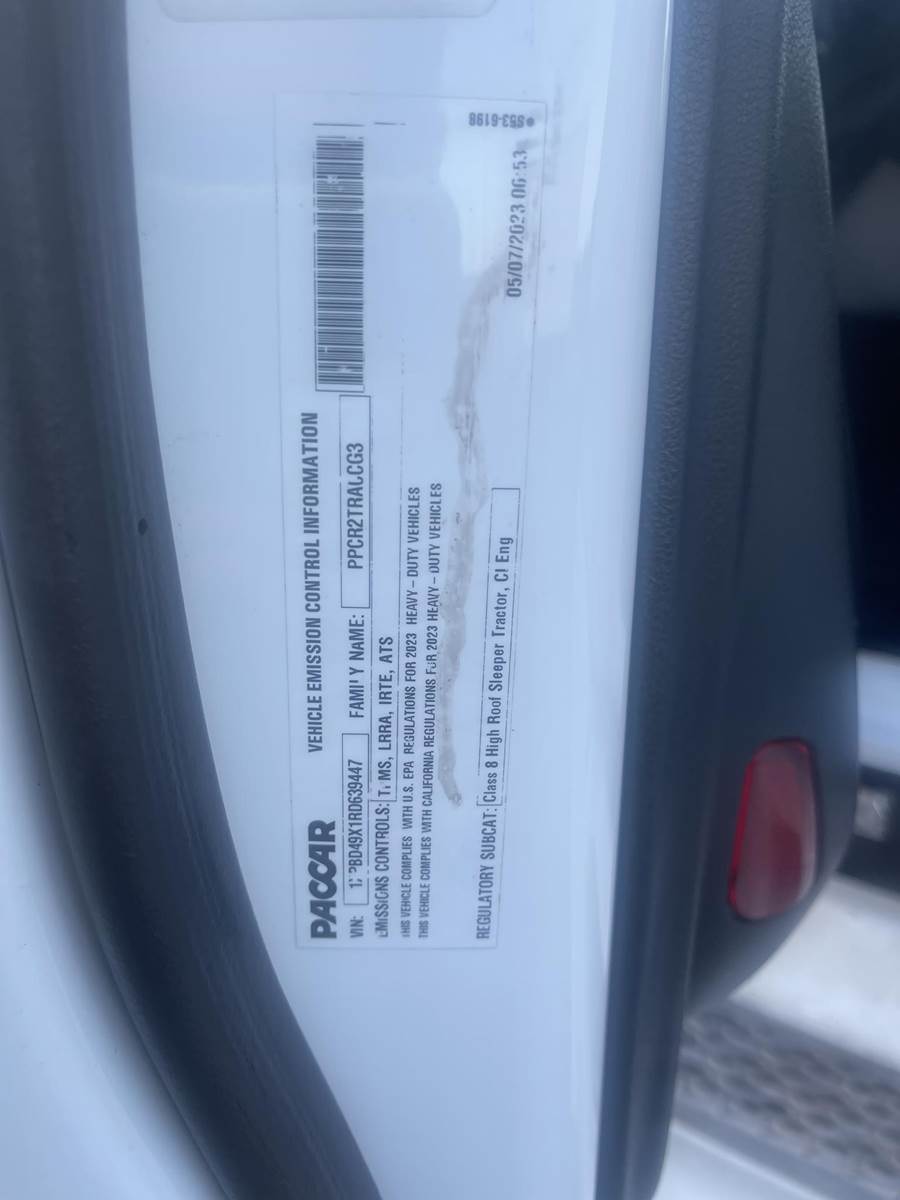 PACCAR VEHICLE EMISSION CONTROL INFORMATION
VIN: FAMILY NAME: PPCR2TRALCG3
EMISSIONS CONTROLS: LRRA, IRTE, ATS
THIS VEHICLE COMPLIES WITH U.S. EPA REGULATIONS FOR 2023 HEAVY-DUTY VEHICLES
THIS VEHICLE COMPLIES WITH CALIFORNIA REGULATIONS FOR 2023 HEAVY-DUTY VEHICLES
REGULATORY SUBCAT: Class 8 High Roof Sleeper Tractor, CI Eng
05/07/2023 06:53
S53-6198